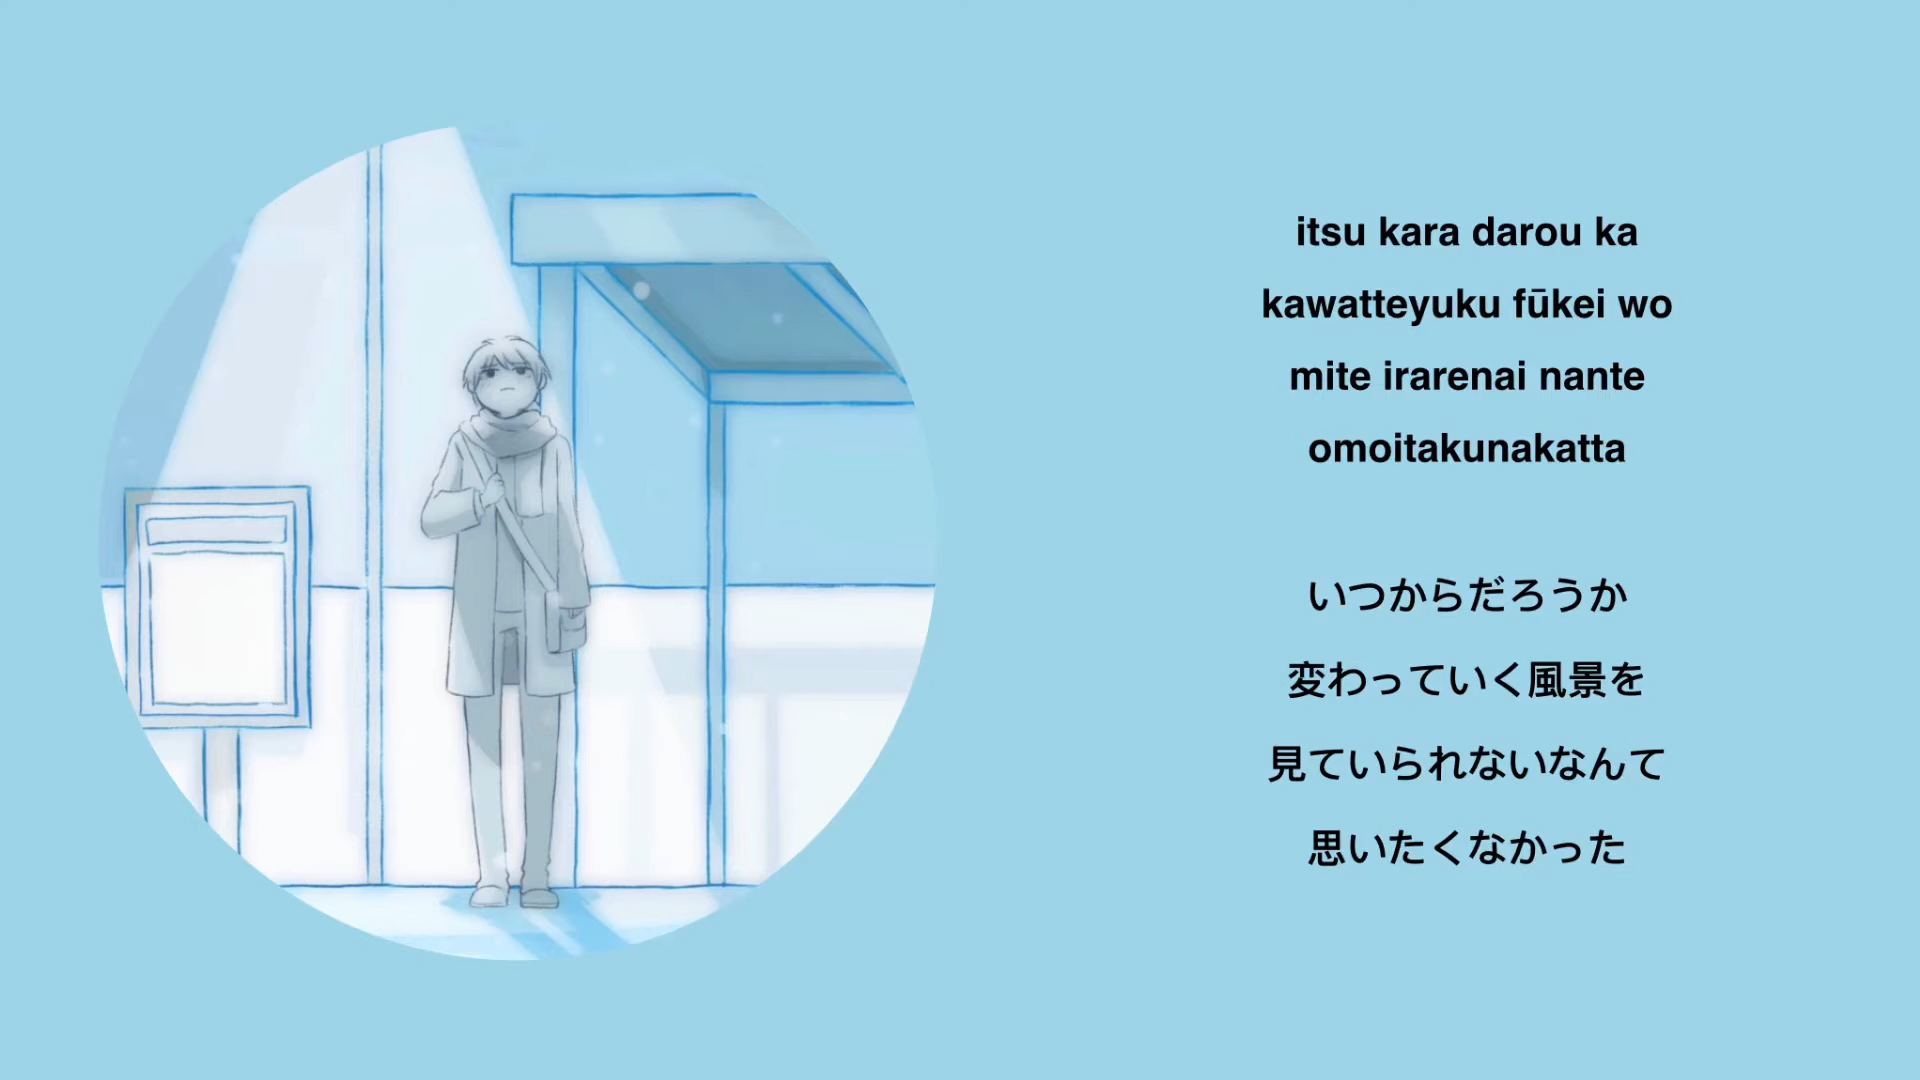 itsu kara darou ka
kawatteyuku fūkei wo
mite irarenai nante
omoitakunakatta
いつからだろうか
変わっていく風景を
見ていられないなんて
思いたくなかった